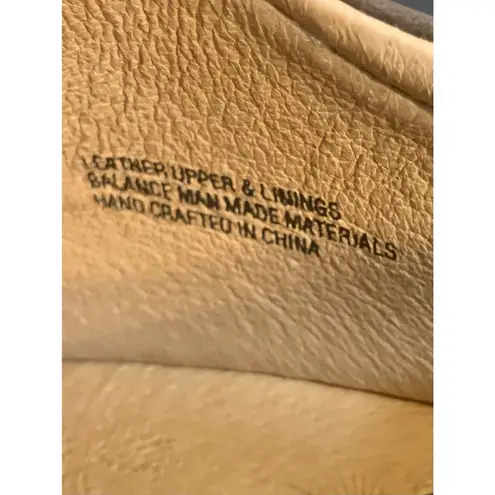 LEATHER UPPER & LININGS
BALANCE MAN MADE MATERIALS
HAND CRAFTED IN CHINA